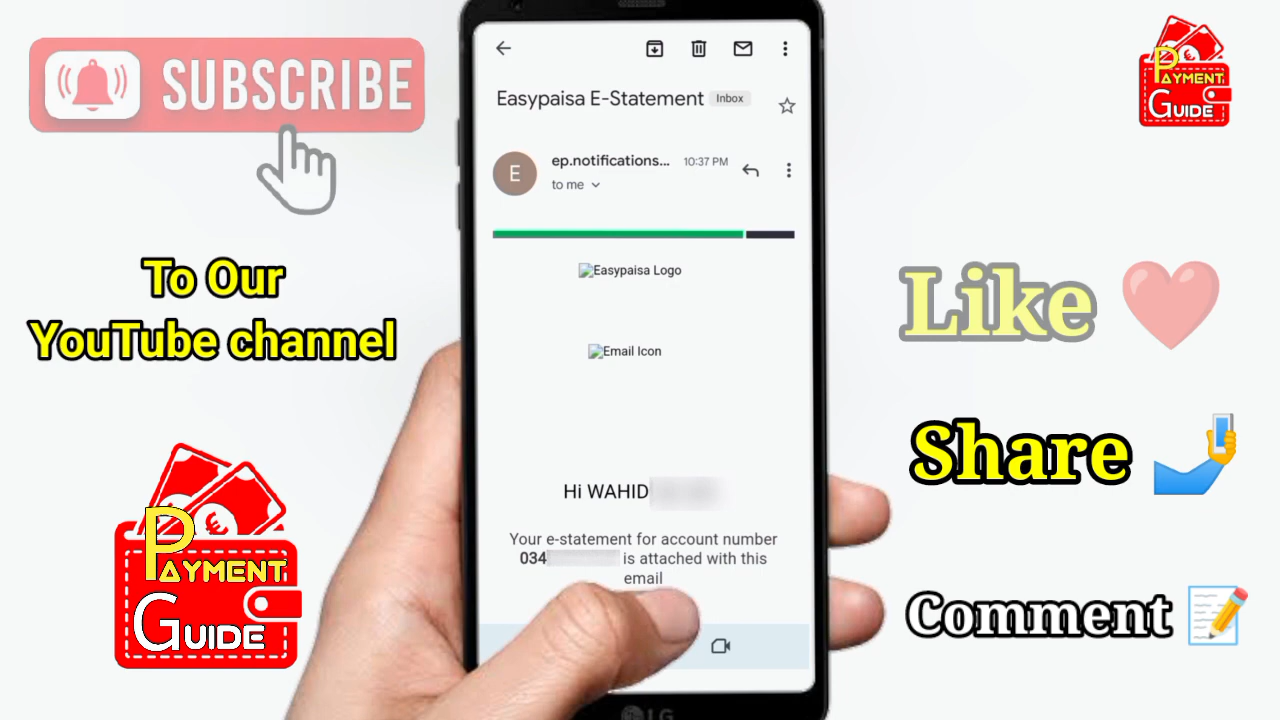 SUBSCRIBE
To Our
YouTube channel
PAYMENT
GUIDE
Easypaisa E-Statement Inbox
E
ep.notifications... 10:37 PM
to me
Easypaisa Logo
Email Icon
Hi WAHID
Your e-statement for account number
034 is attached with this
email
LG
PAYMENT
GUIDE
Like
Share
Comment